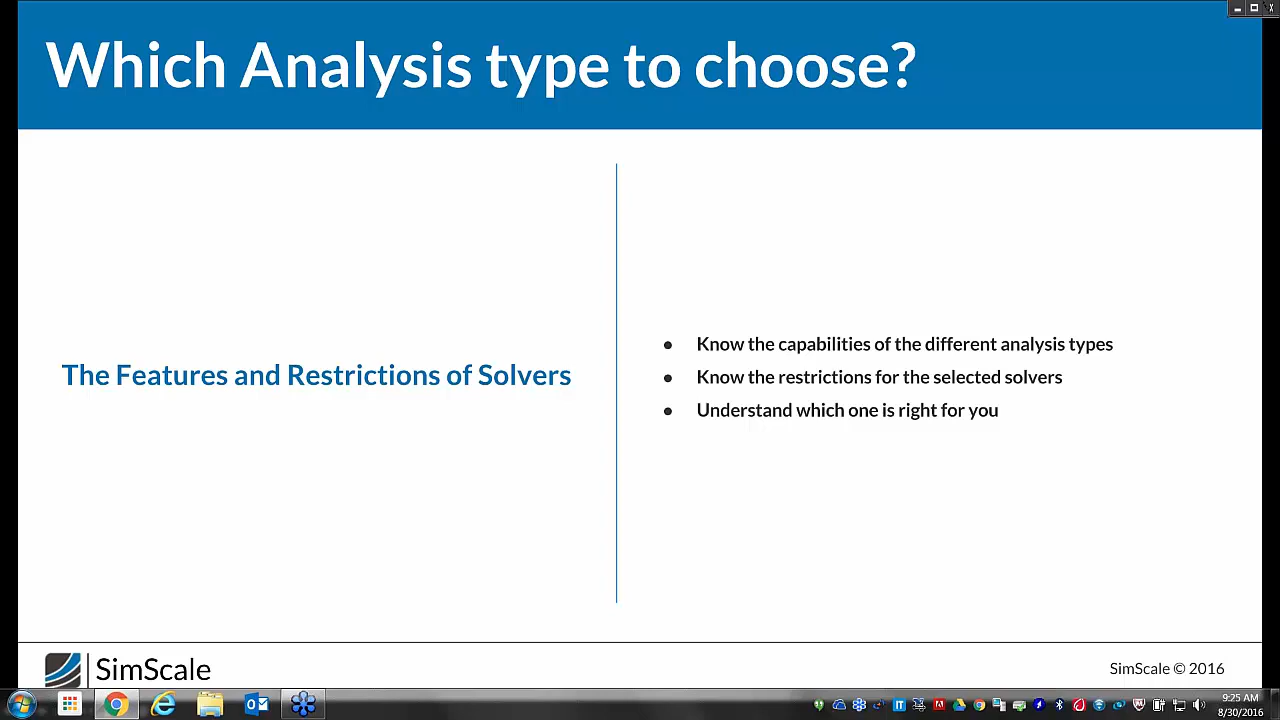 Which Analysis type to choose?
The Features and Restrictions of Solvers
● Know the capabilities of the different analysis types
● Know the restrictions for the selected solvers
● Understand which one is right for you
SimScale
SimScale © 2016
IT
9:25 AM
8/30/2016